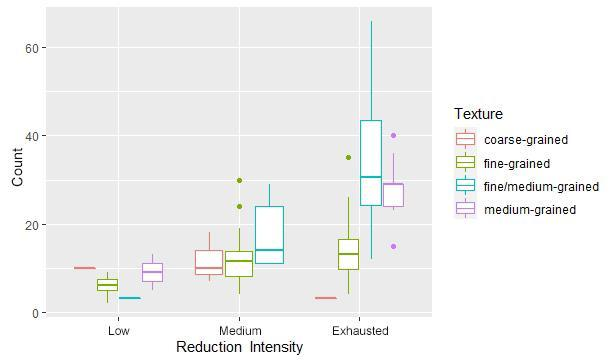 60
40
20
0
Count
Low
Medium
Exhausted
Reduction Intensity
Texture
coarse-grained
fine-grained
fine/medium-grained
medium-grained